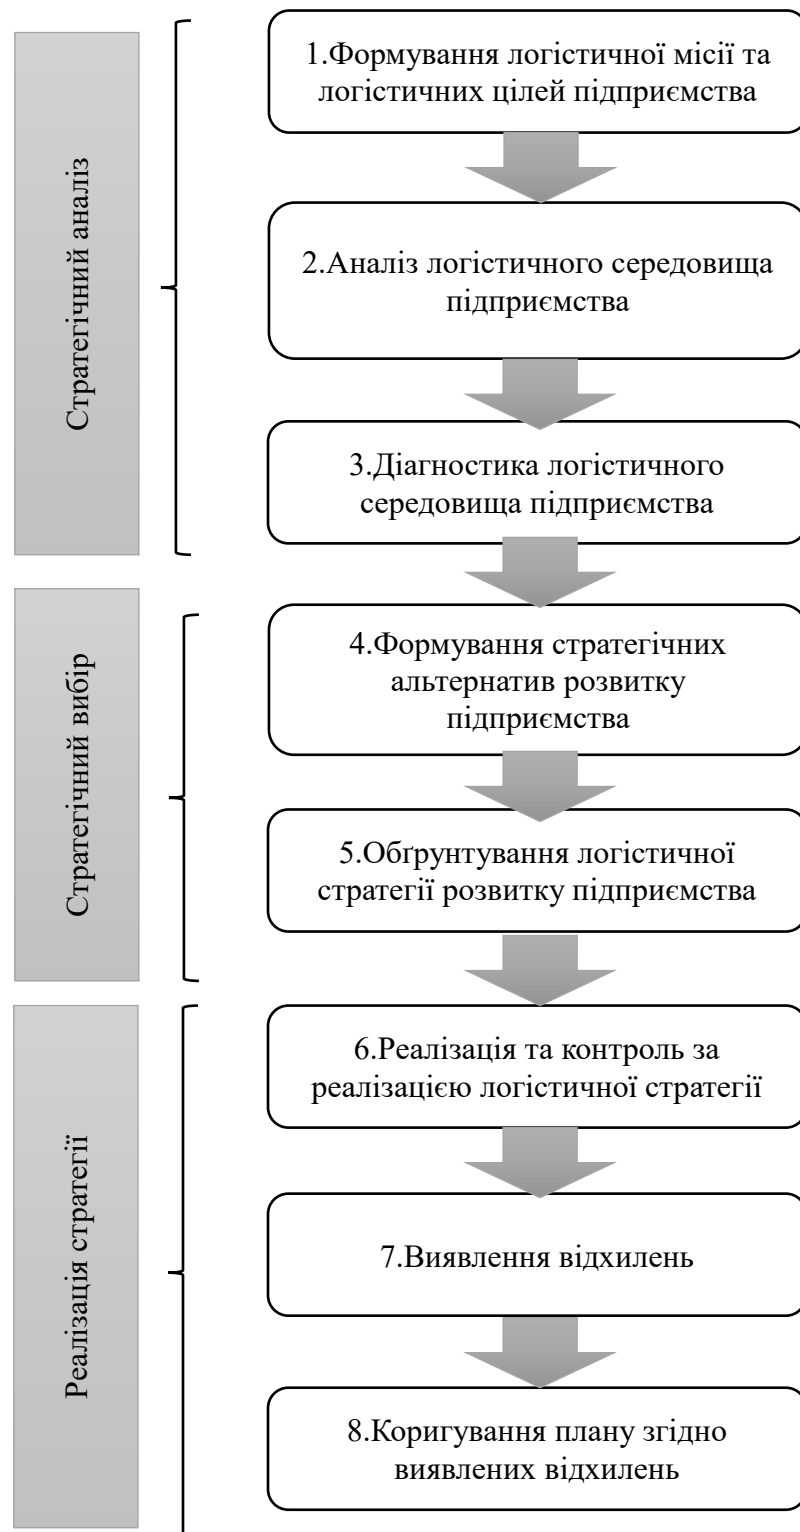 Стратегічний аналіз
1.Формування логістичної місії та
логістичних цілей підприємства
2.Аналіз логістичного середовища
підприємства
3.Діагностика логістичного
середовища підприємства
Стратегічний вибір
4.Формування стратегічних
альтернатив розвитку
підприємства
5.Обґрунтування логістичної
стратегії розвитку підприємства
Реалізація стратегії
6.Реалізація та контроль за
реалізацією логістичної стратегії
7.Виявлення відхилень
8.Коригування плану згідно
виявлених відхилень